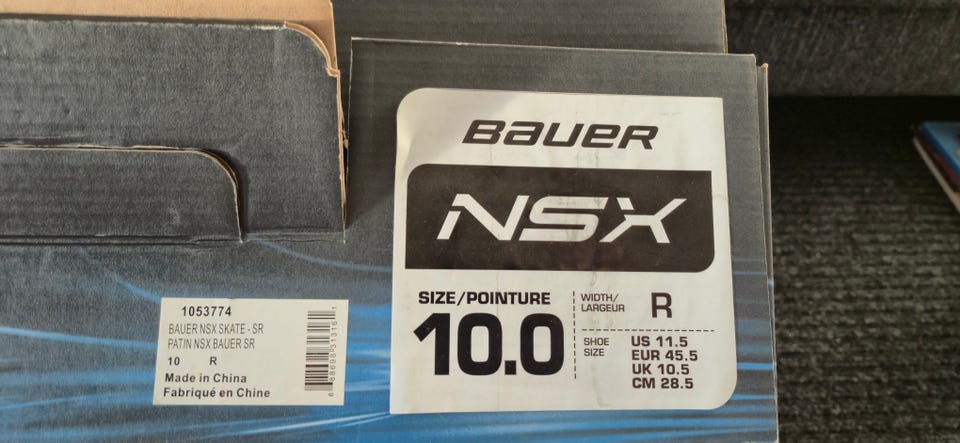 BAUER
NSX
SIZE/POINTURE
10.0
WIDTH/
LARGEUR
R
SHOE
SIZE
US 11.5
EUR 45.5
UK 10.5
CM 28.5
1053774
BAUER NSX SKATE - SR
PATIN NSX BAUER SR
10 R
Made in China
Fabriqué en Chine